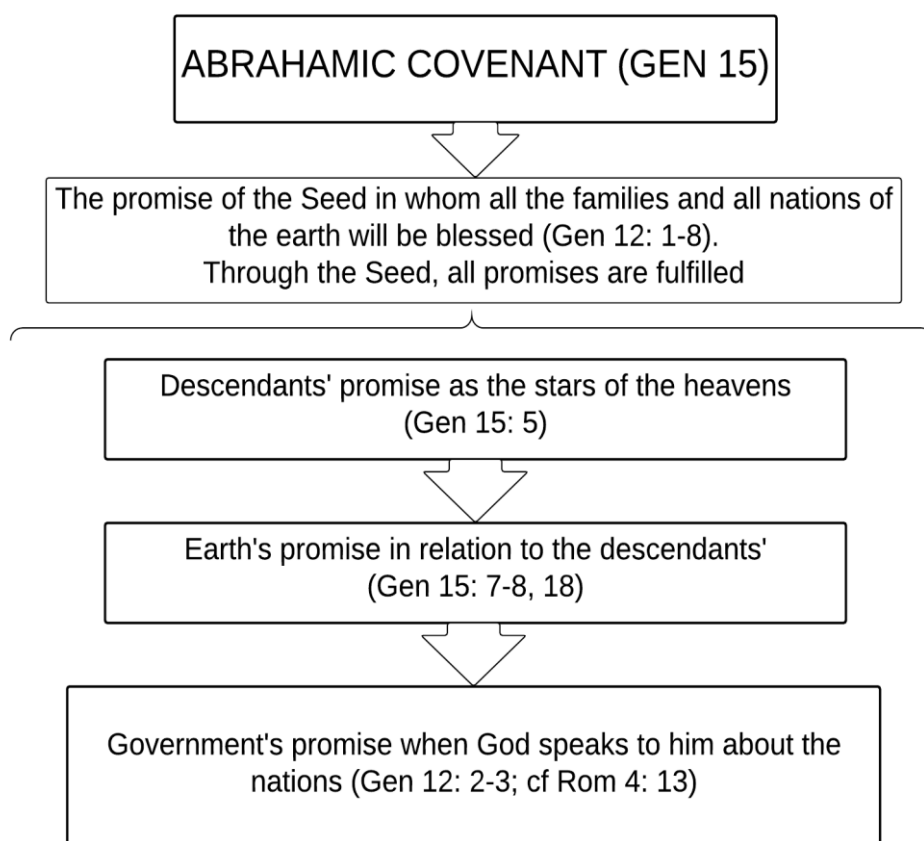 ABRAHAMIC COVENANT (GEN 15)
The promise of the Seed in whom all the families and all nations of
the earth will be blessed (Gen 12: 1-8).
Through the Seed, all promises are fulfilled
Descendants' promise as the stars of the heavens
(Gen 15: 5)
Earth's promise in relation to the descendants'
(Gen 15: 7-8, 18)
Government's promise when God speaks to him about the
nations (Gen 12: 2-3; cf Rom 4: 13)